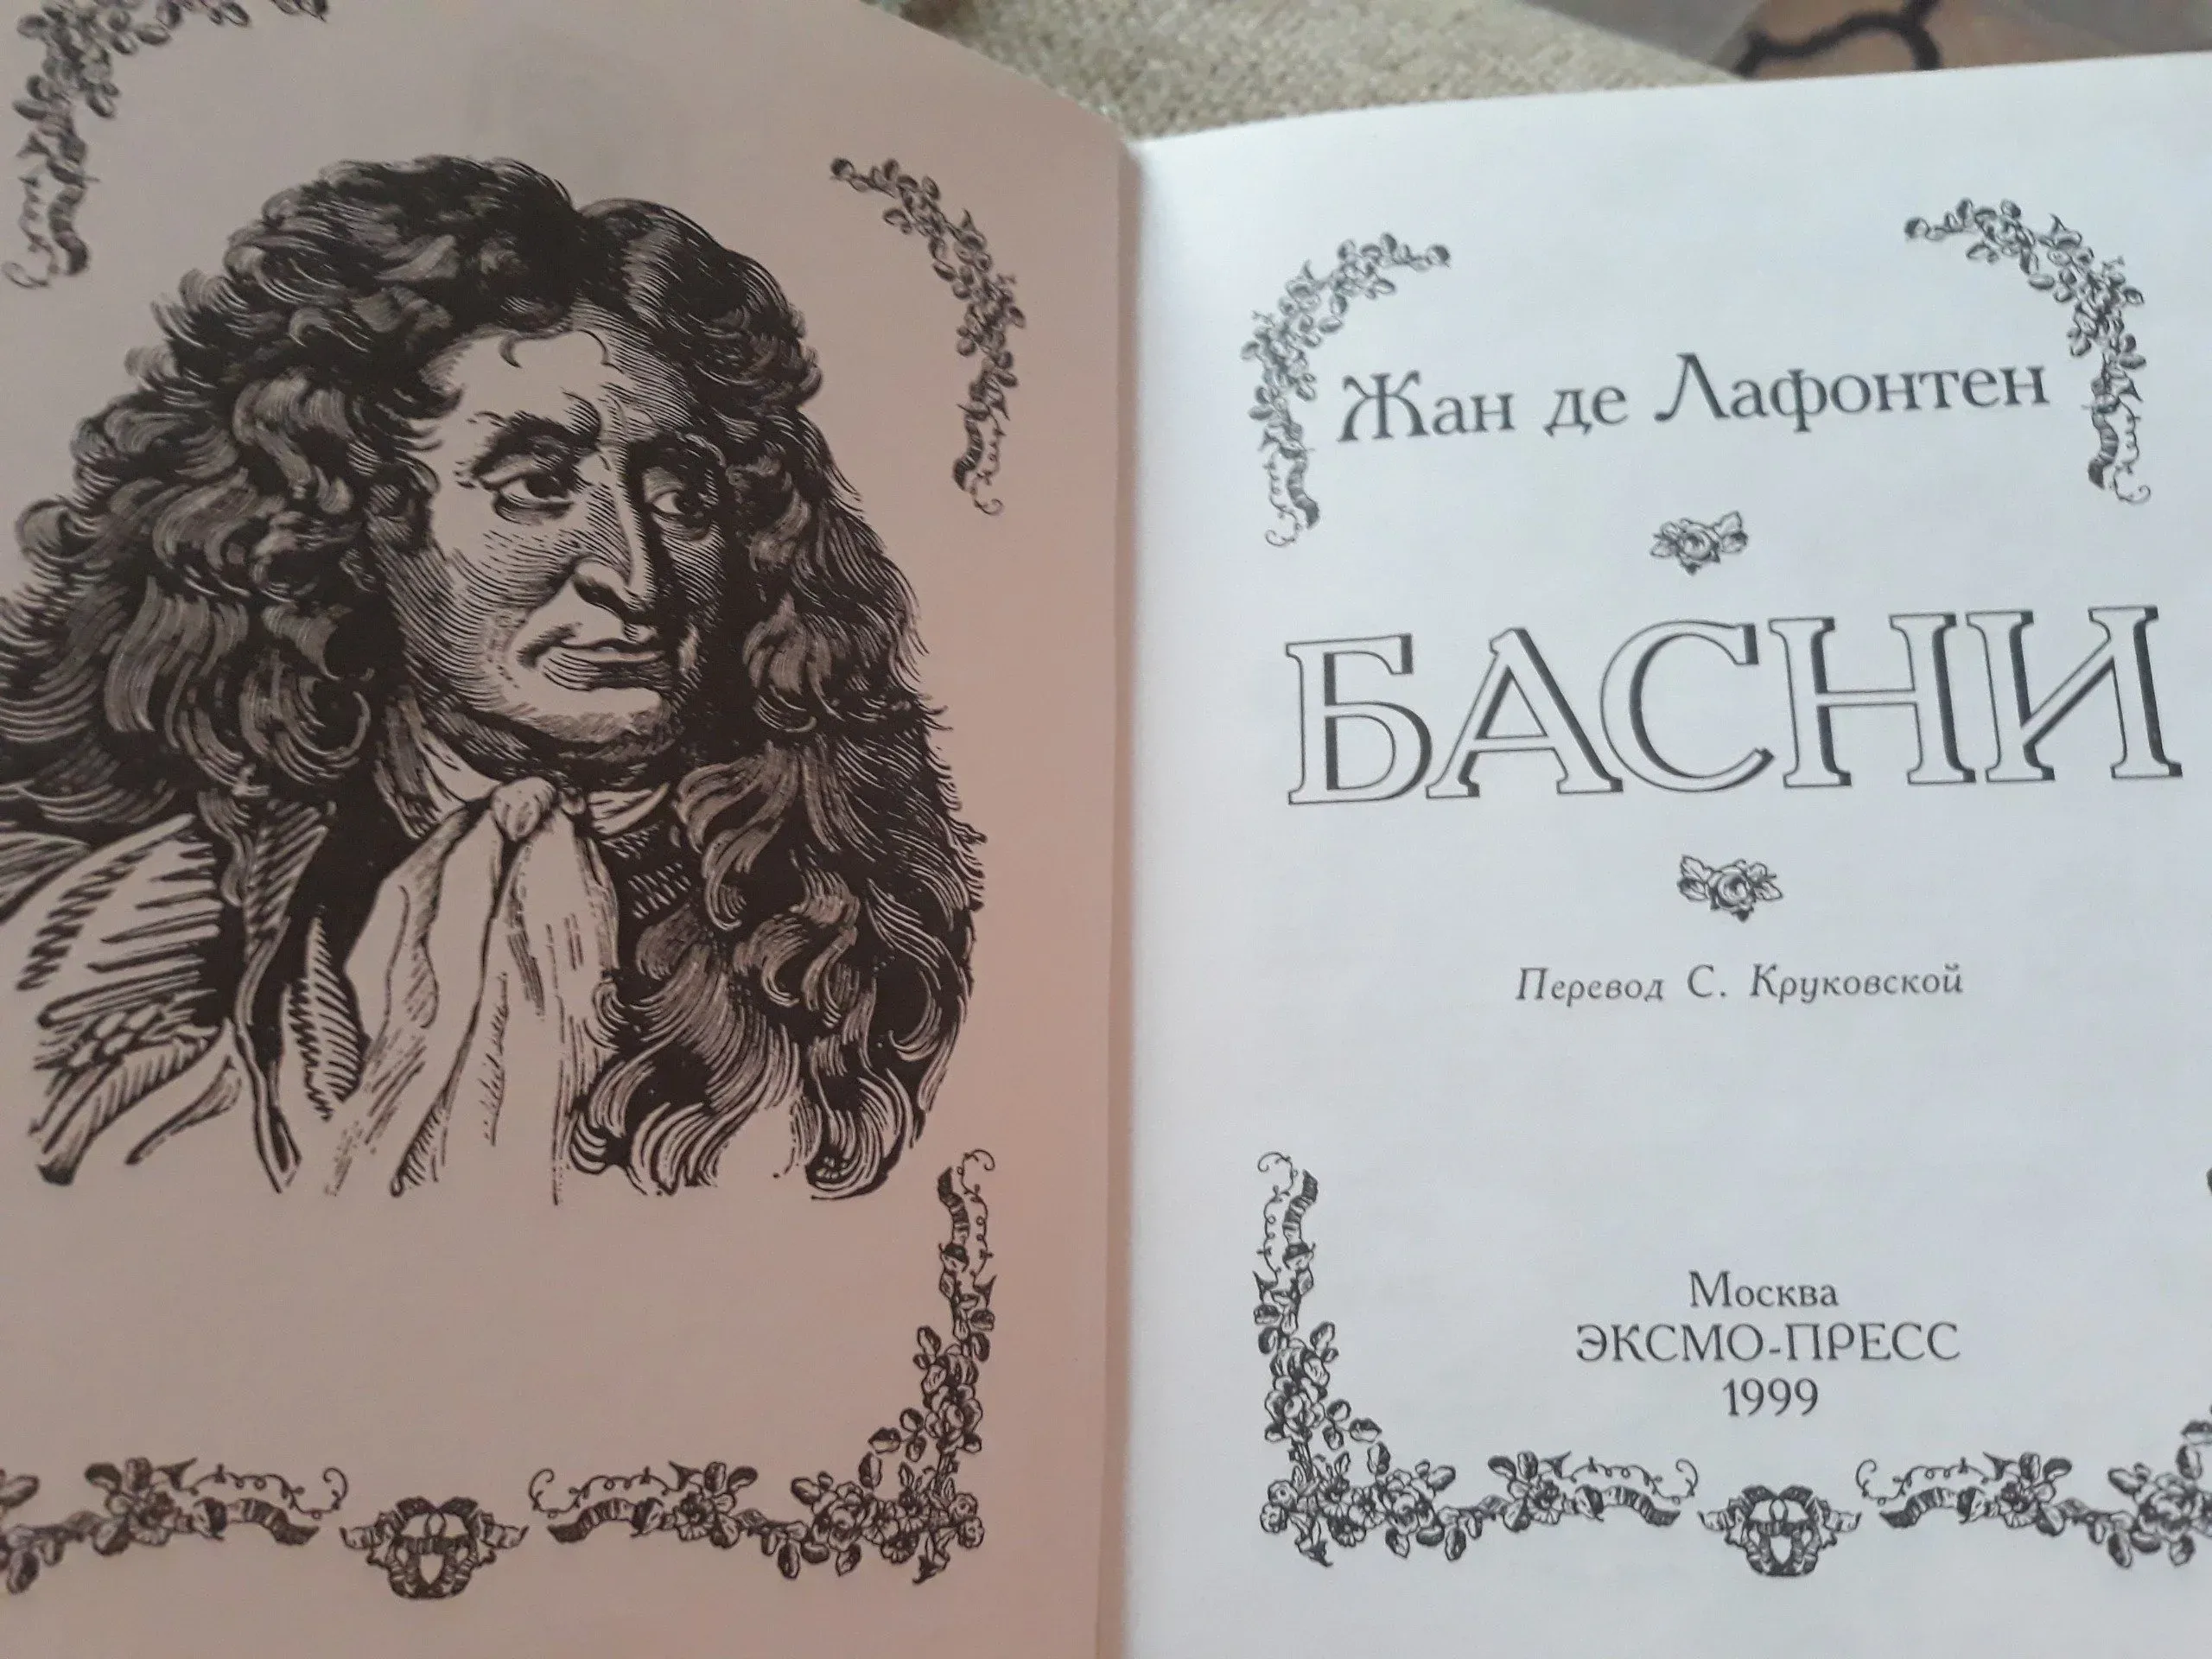 Жан де Лафонтен
БАСНИ
Перевод С. Круковской
Москва
ЭКСМО-ПРЕСС
1999